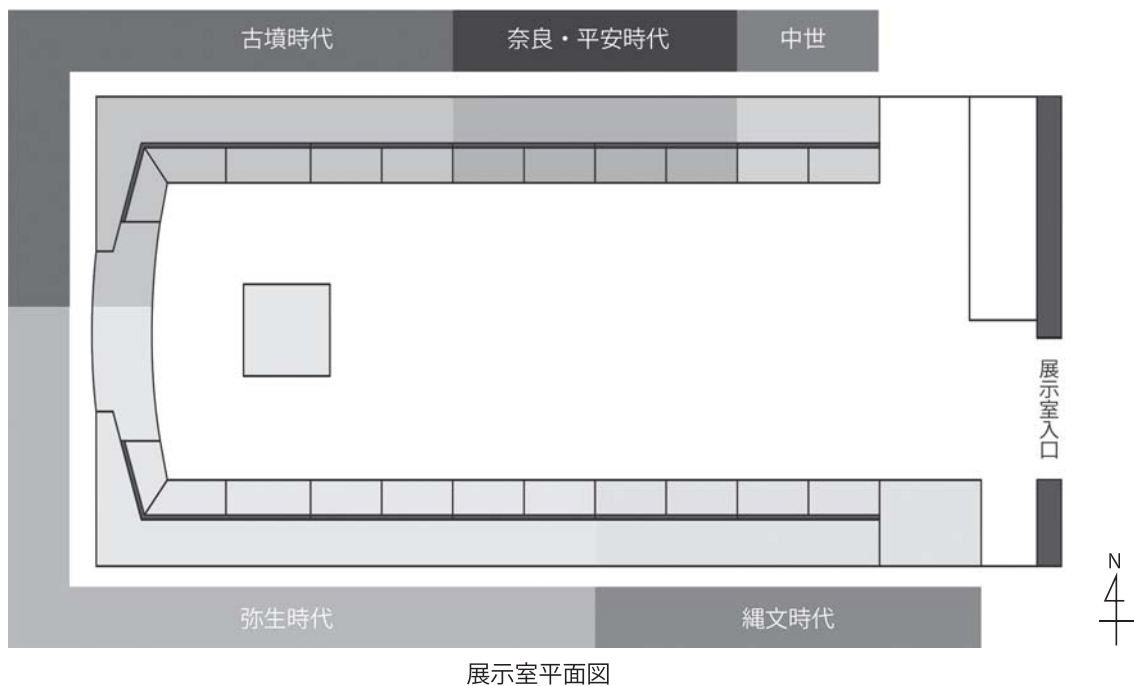 古墳時代
奈良・平安時代
中世
展示室入口
N
弥生時代
縄文時代
展示室平面図